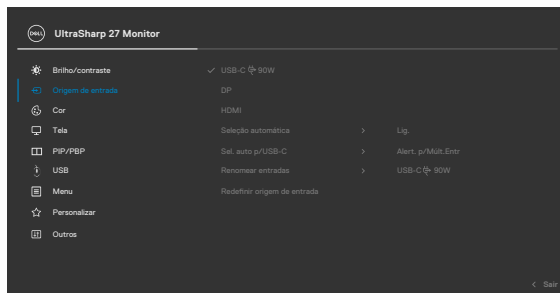 DELL UltraSharp 27 Monitor
Brilho/contraste ✓ USB-C 90W
Origem de entrada DP
Cor HDMI
Tela Seleção automática > Lig.
PIP/PBP Sel. auto p/USB-C > Alert. p/Múlt.Entr
USB Renomear entradas > USB-C 90W
Menu Redefinir origem de entrada
Personalizar
Outros
< Sair